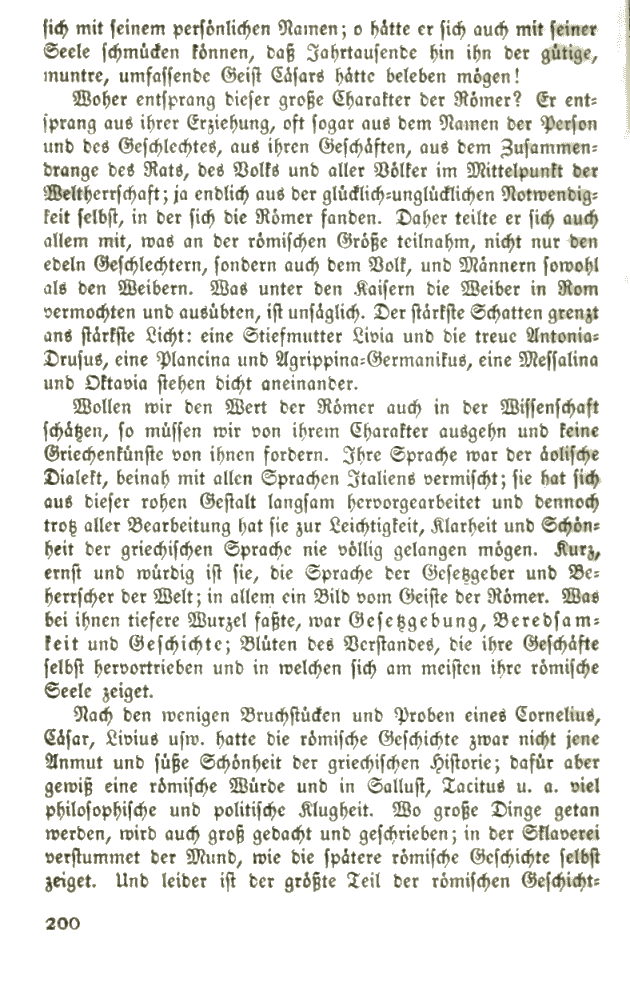 sich mit seinem persönlichen Namen; o hätte er sich auch mit seiner
Seele schmücken können, daß Jahrtausende hin ihn der gütige,
muntre, umfassende Geist Cäsars hätte beleben mögen!
Woher entsprang dieser große Charakter der Römer? Er ent-
sprang aus ihrer Erziehung, oft sogar aus dem Namen der Person
und des Geschlechtes, aus ihren Geschäften, aus dem Zusammen-
drange des Rats, des Volks und aller Völker im Mittelpunkt der
Weltherrschaft; ja endlich aus der glücklich-unglücklichen Notwendig-
keit selbst, in der sich die Römer fanden. Daher teilte er sich auch
allem mit, was an der römischen Größe teilnahm, nicht nur den
edeln Geschlechtern, sondern auch dem Volk, und Männern sowohl
als den Weibern. Was unter den Kaisern die Weiber in Rom
vermochten und ausübten, ist unsäglich. Der stärkste Schatten grenzt
ans stärkste Licht: eine Stiefmutter Livia und die treue Antonia-
Drusus, eine Plancina und Agrippina-Germanikus, eine Messalina
und Oktavia stehen dicht aneinander.
Wollen wir den Wert der Römer auch in der Wissenschaft
schätzen, so müssen wir von ihrem Charakter ausgehn und keine
Griechenkünste von ihnen fordern. Ihre Sprache war der äolische
Dialekt, beinah mit allen Sprachen Italiens vermischt; sie hat sich
aus dieser rohen Gestalt langsam hervorgearbeitet und dennoch
trotz aller Bearbeitung hat sie zur Leichtigkeit, Klarheit und Schön-
heit der griechischen Sprache nie völlig gelangen mögen. Kurz,
ernst und würdig ist sie, die Sprache der Gesetzgeber und Be-
herrscher der Welt; in allem ein Bild vom Geiste der Römer. Was
bei ihnen tiefere Wurzel faßte, war Gesetzgebung, Beredsam-
keit und Geschichte; Blüten des Verstandes, die ihre Geschäfte
selbst hervortrieben und in welchen sich am meisten ihre römische
Seele zeiget.
Nach den wenigen Bruchstücken und Proben eines Cornelius,
Cäsar, Livius usw. hatte die römische Geschichte zwar nicht jene
Anmut und süße Schönheit der griechischen Historie; dafür aber
gewiß eine römische Würde und in Sallust, Tacitus u. a. viel
philosophische und politische Klugheit. Wo große Dinge getan
werden, wird auch groß gedacht und geschrieben; in der Sklaverei
verstummet der Mund, wie die spätere römische Geschichte selbst
zeiget. Und leider ist der größte Teil der römischen Geschicht-
200